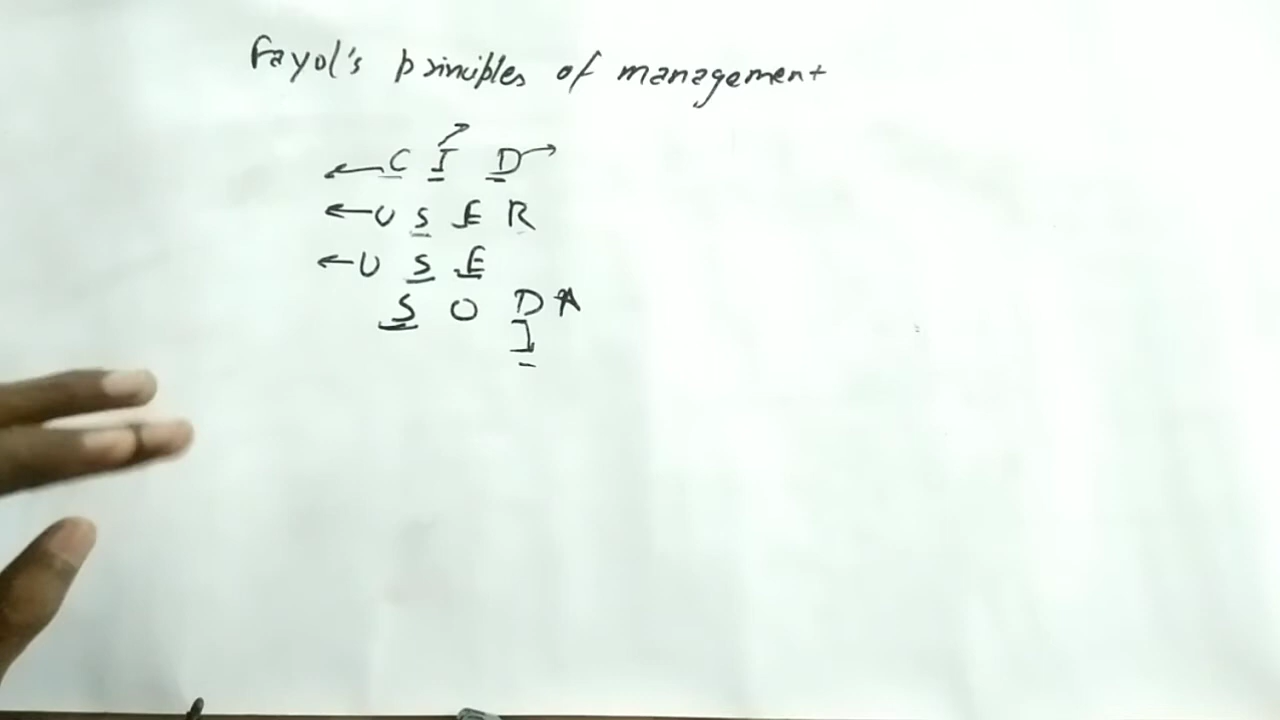 Fayol's principles of management
C I D
U S E R
U S E
S O D A
I